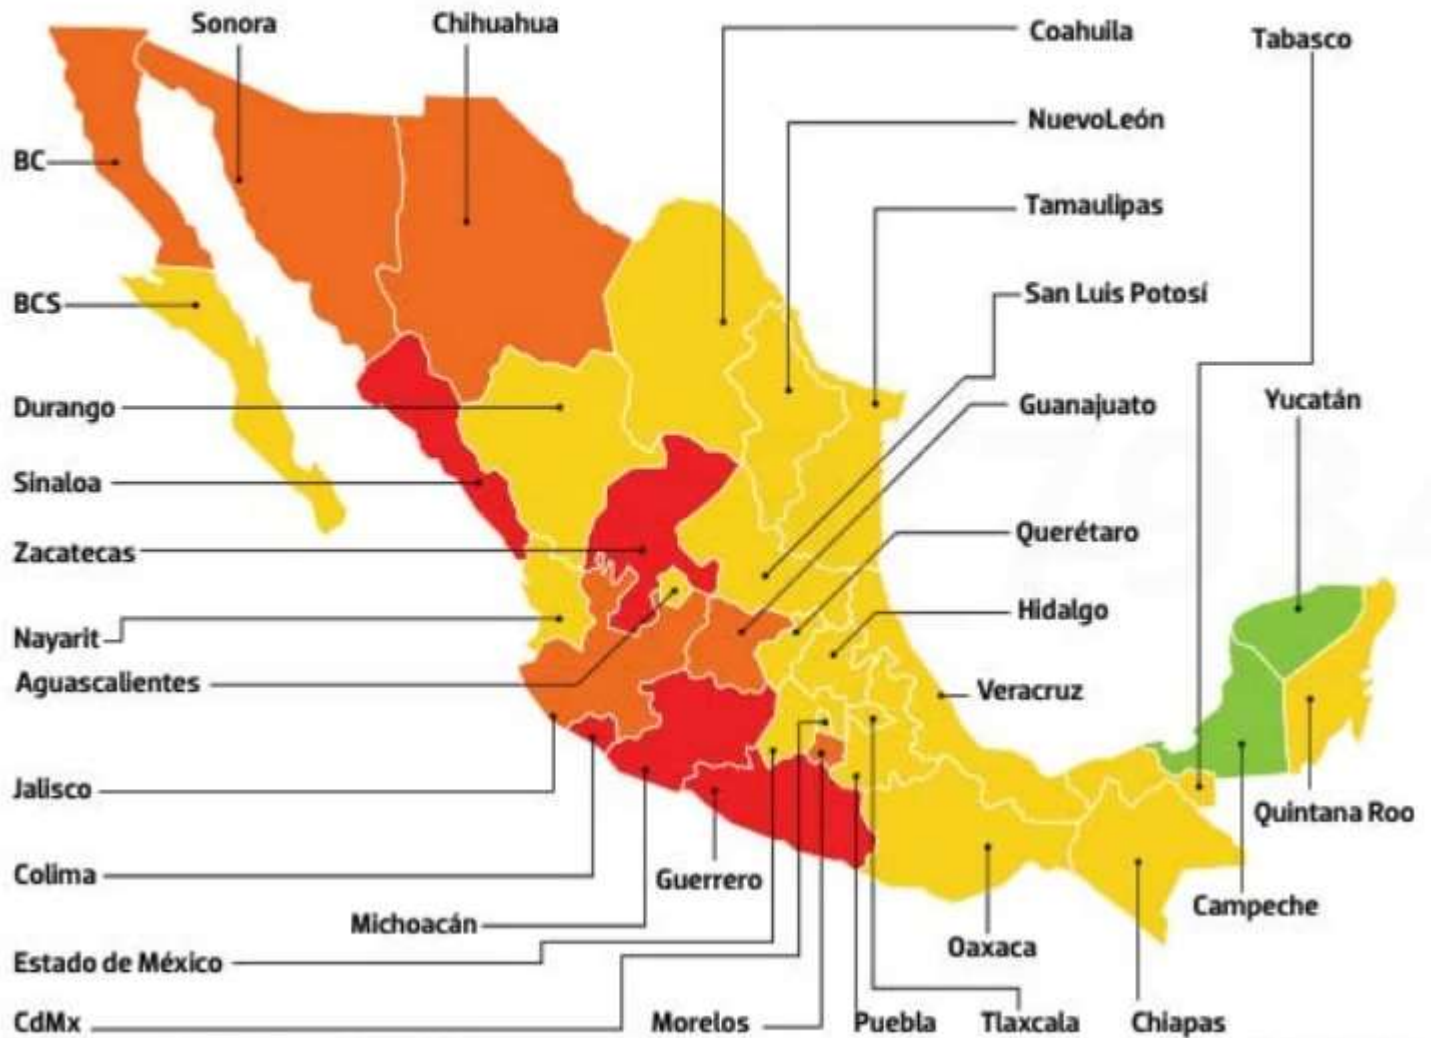 Sonora
Chihuahua
Coahuila
Tabasco
NuevoLeón
BC
Tamaulipas
San Luis Potosí
BCS
Durango
Guanajuato
Yucatán
Sinaloa
Querétaro
Zacatecas
Hidalgo
Nayarit
Aguascalientes
Veracruz
Jalisco
Quintana Roo
Colima
Guerrero
Campeche
Michoacán
Oaxaca
Estado de México
CdMx
Morelos
Puebla
Tlaxcala
Chiapas